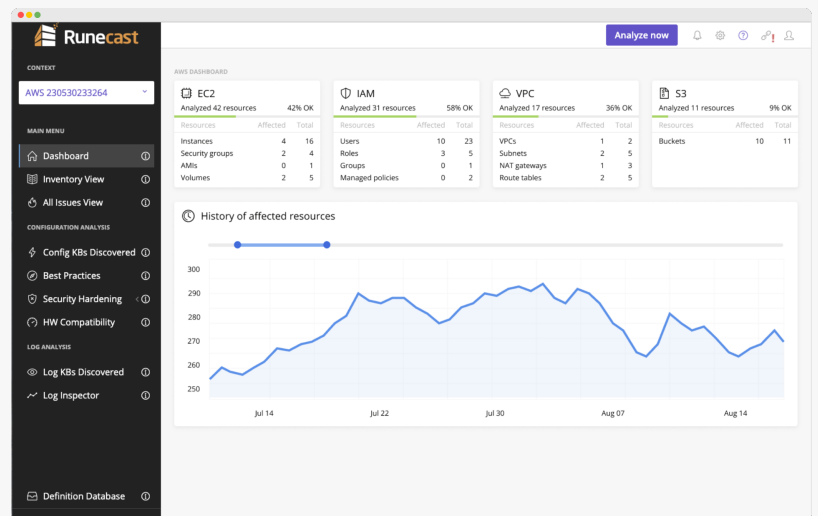 Runecast
Analyze now
CONTEXT
AWS 230530233264
MAIN MENU
Dashboard
Inventory View
All Issues View
CONFIGURATION ANALYSIS
Config KBs Discovered
Best Practices
Security Hardening
HW Compatibility
LOG ANALYSIS
Log KBs Discovered
Log Inspector
Definition Database
AWS DASHBOARD
EC2
Analyzed 42 resources 42% OK
Resources Affected Total
Instances 4 16
Security groups 2 4
AMIs 0 1
Volumes 2 5
IAM
Analyzed 31 resources 58% OK
Resources Affected Total
Users 10 23
Roles 3 5
Groups 0 1
Managed policies 0 2
VPC
Analyzed 17 resources 36% OK
Resources Affected Total
VPCs 1 2
Subnets 2 5
NAT gateways 1 3
Route tables 2 5
S3
Analyzed 11 resources 9% OK
Resources Affected Total
Buckets 10 11
History of affected resources
300
290
280
270
260
250
Jul 14 Jul 22 Jul 30 Aug 07 Aug 14